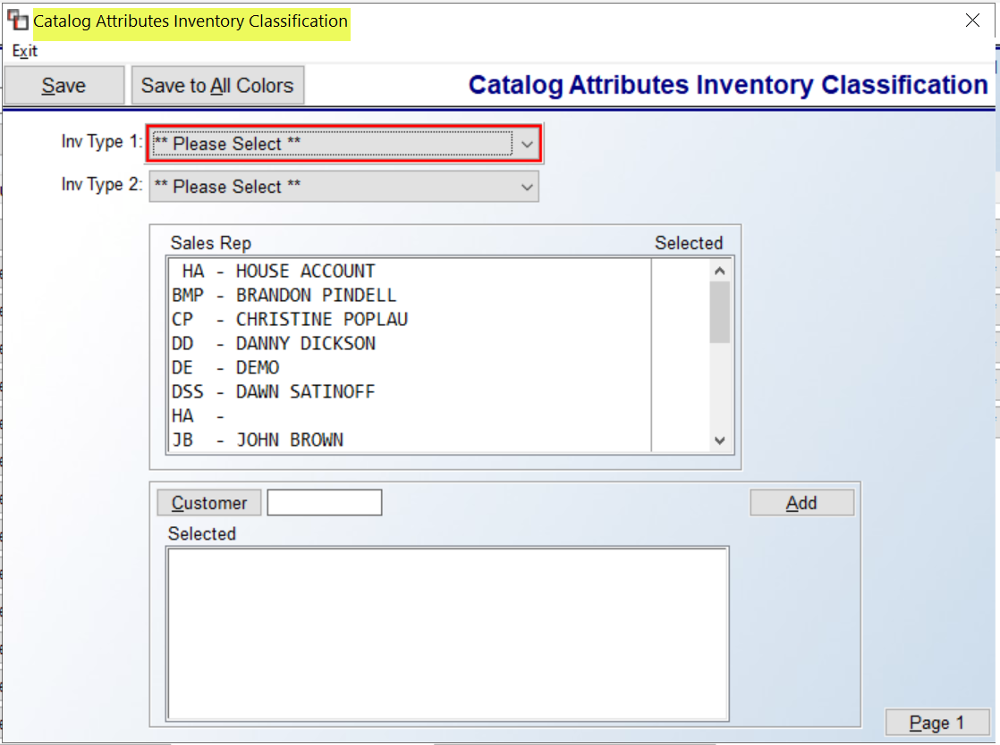 Catalog Attributes Inventory Classification
Exit
Save Save to All Colors Catalog Attributes Inventory Classification
Inv Type 1: ** Please Select **
Inv Type 2: ** Please Select **
Sales Rep Selected
HA - HOUSE ACCOUNT
BMP - BRANDON PINDELL
CP - CHRISTINE POPLAU
DD - DANNY DICKSON
DE - DEMO
DSS - DAWN SATINOFF
HA -
JB - JOHN BROWN
Customer Add
Selected
Page 1